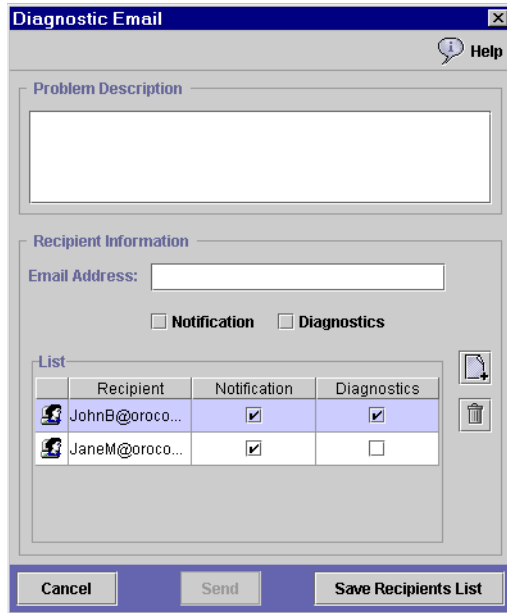 Diagnostic Email
Help
Problem Description
Recipient Information
Email Address:
Notification Diagnostics
List
Recipient Notification Diagnostics
JohnB@oroco...
JaneM@oroco...
Cancel Send Save Recipients List